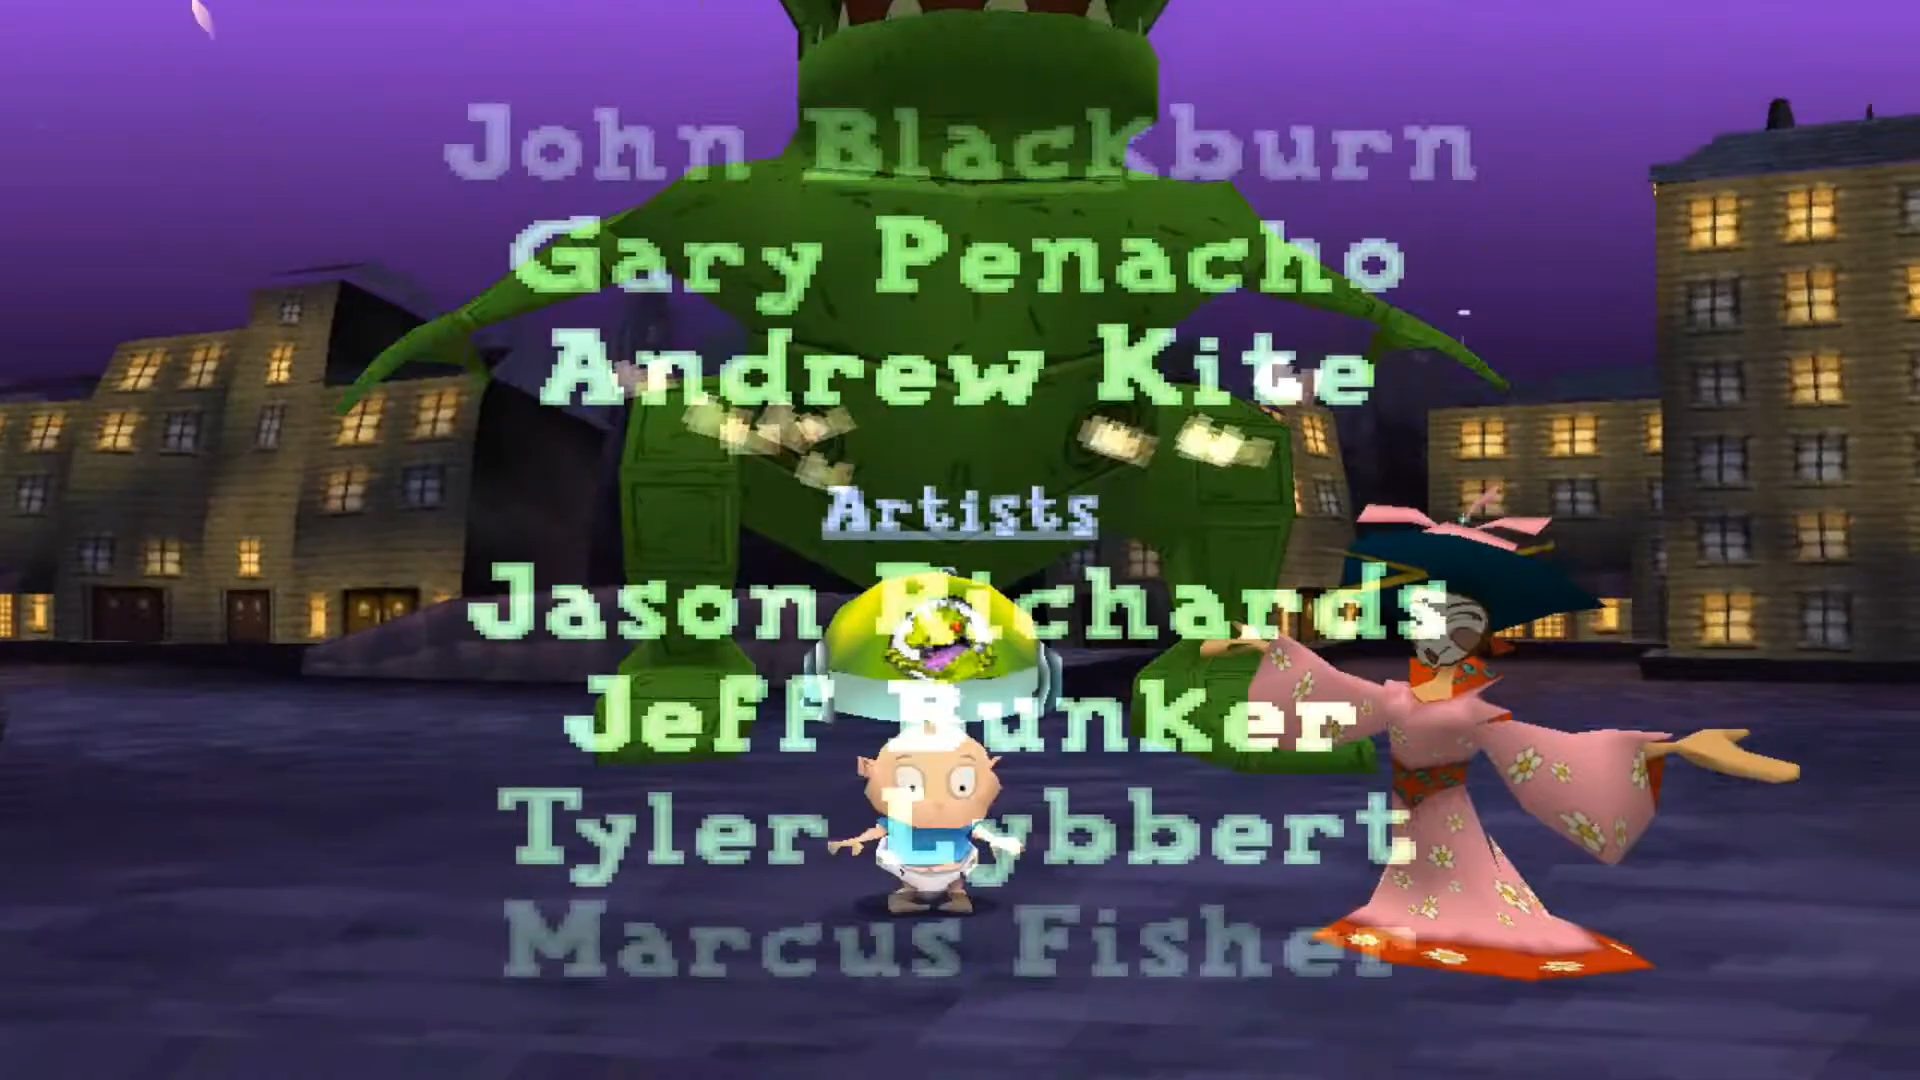 John Blackburn
Gary Penacho
Andrew Kite
Artists
Jason Richards
Jeff Bunker
Tyler Lybbert
Marcus Fisher